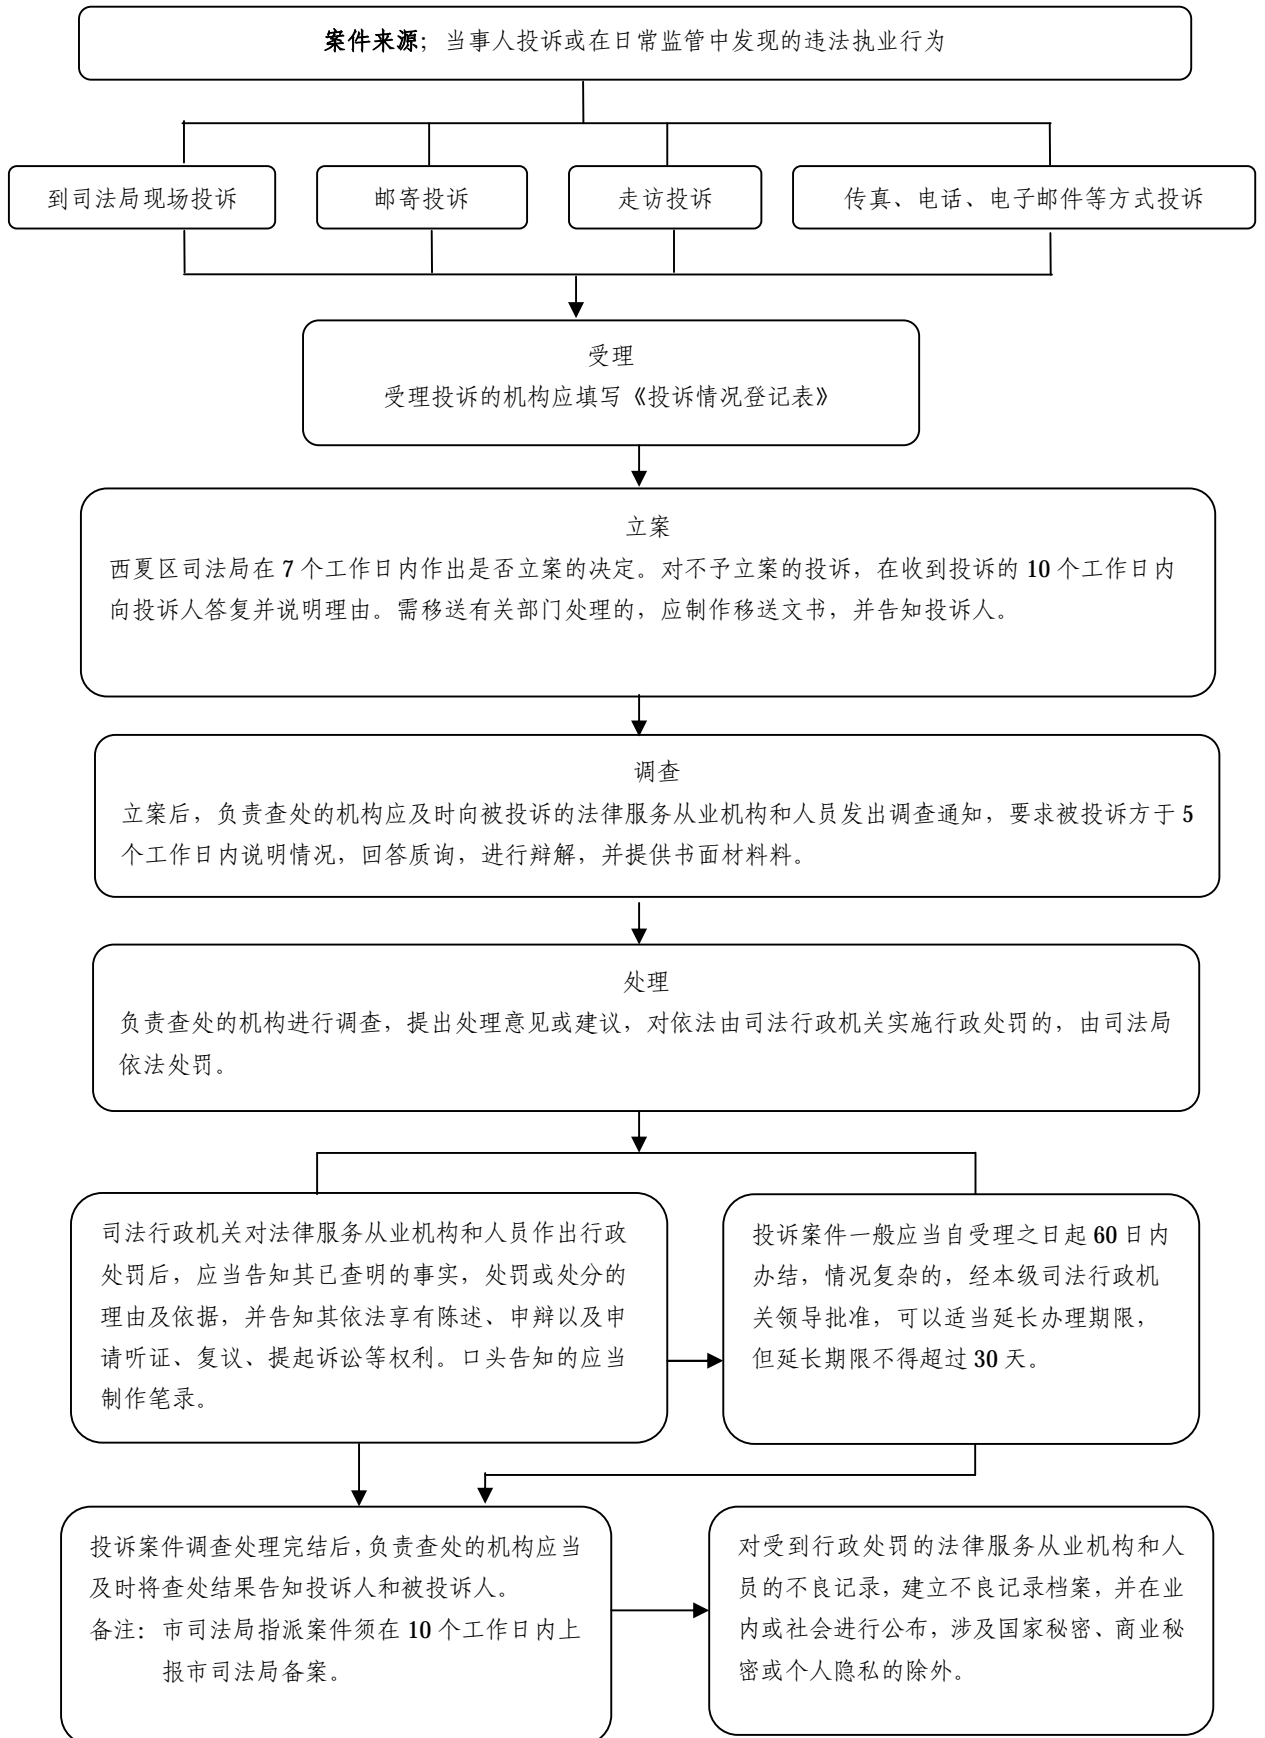 案件来源；当事人投诉或在日常监管中发现的违法执业行为
到司法局现场投诉
邮寄投诉
走访投诉
传真、电话、电子邮件等方式投诉
受理
受理投诉的机构应填写《投诉情况登记表》
立案
西夏区司法局在 7 个工作日内作出是否立案的决定。对不予立案的投诉，在收到投诉的 10 个工作日内
向投诉人答复并说明理由。需移送有关部门处理的，应制作移送文书，并告知投诉人。
调查
立案后，负责查处的机构应及时向被投诉的法律服务从业机构和人员发出调查通知，要求被投诉方于 5
个工作日内说明情况，回答质询，进行辩解，并提供书面材料料。
处理
负责查处的机构进行调查，提出处理意见或建议，对依法由司法行政机关实施行政处罚的，由司法局
依法处罚。
司法行政机关对法律服务从业机构和人员作出行政
处罚后，应当告知其已查明的事实，处罚或处分的
理由及依据，并告知其依法享有陈述、申辩以及申
请听证、复议、提起诉讼等权利。口头告知的应当
制作笔录。
投诉案件一般应当自受理之日起 60 日内
办结，情况复杂的，经本级司法行政机
关领导批准，可以适当延长办理期限，
但延长期限不得超过 30 天。
投诉案件调查处理完结后，负责查处的机构应当
及时将查处结果告知投诉人和被投诉人。
备注：市司法局指派案件须在 10 个工作日内上
报市司法局备案。
对受到行政处罚的法律服务从业机构和人
员的不良记录，建立不良记录档案，并在业
内或社会进行公布，涉及国家秘密、商业秘
密或个人隐私的除外。